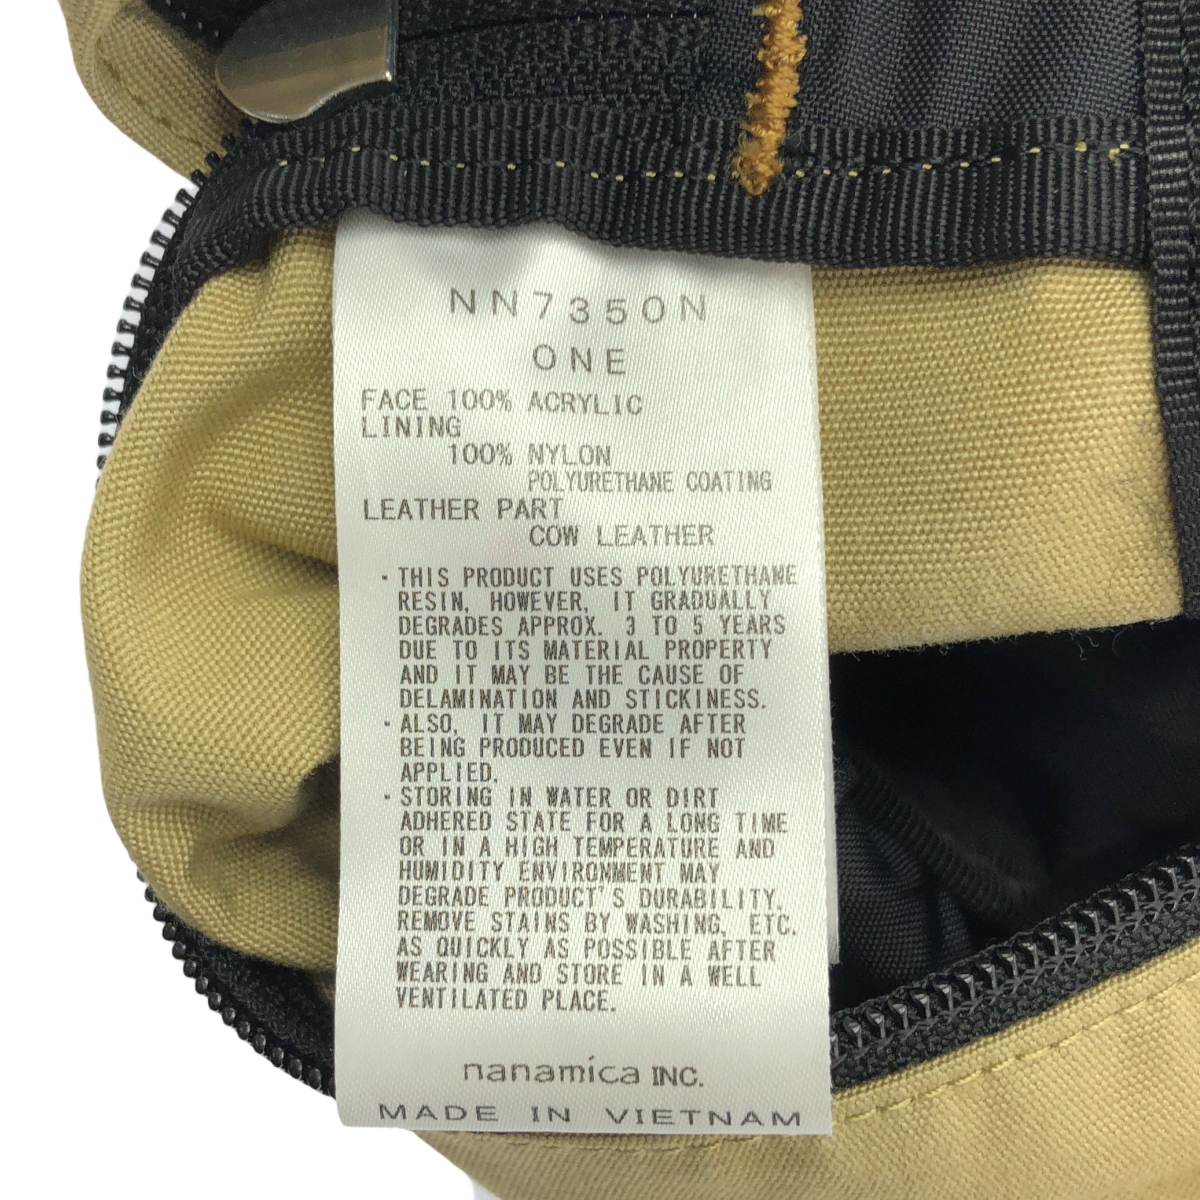 NN7350N
ONE
FACE 100% ACRYLIC
LINING
100% NYLON
POLYURETHANE COATING
LEATHER PART
COW LEATHER
・THIS PRODUCT USES POLYURETHANE
RESIN, HOWEVER, IT GRADUALLY
DEGRADES APPROX. 3 TO 5 YEARS
DUE TO ITS MATERIAL PROPERTY
AND IT MAY BE THE CAUSE OF
DELAMINATION AND STICKINESS.
・ALSO, IT MAY DEGRADE AFTER
BEING PRODUCED EVEN IF NOT
APPLIED.
・STORING IN WATER OR DIRT
ADHERED STATE FOR A LONG TIME
OR IN A HIGH TEMPERATURE AND
HUMIDITY ENVIRONMENT MAY
DEGRADE PRODUCT'S DURABILITY.
REMOVE STAINS BY WASHING, ETC.
AS QUICKLY AS POSSIBLE AFTER
WEARING AND STORE IN A WELL
VENTILATED PLACE.
nanamica INC.
MADE IN VIETNAM